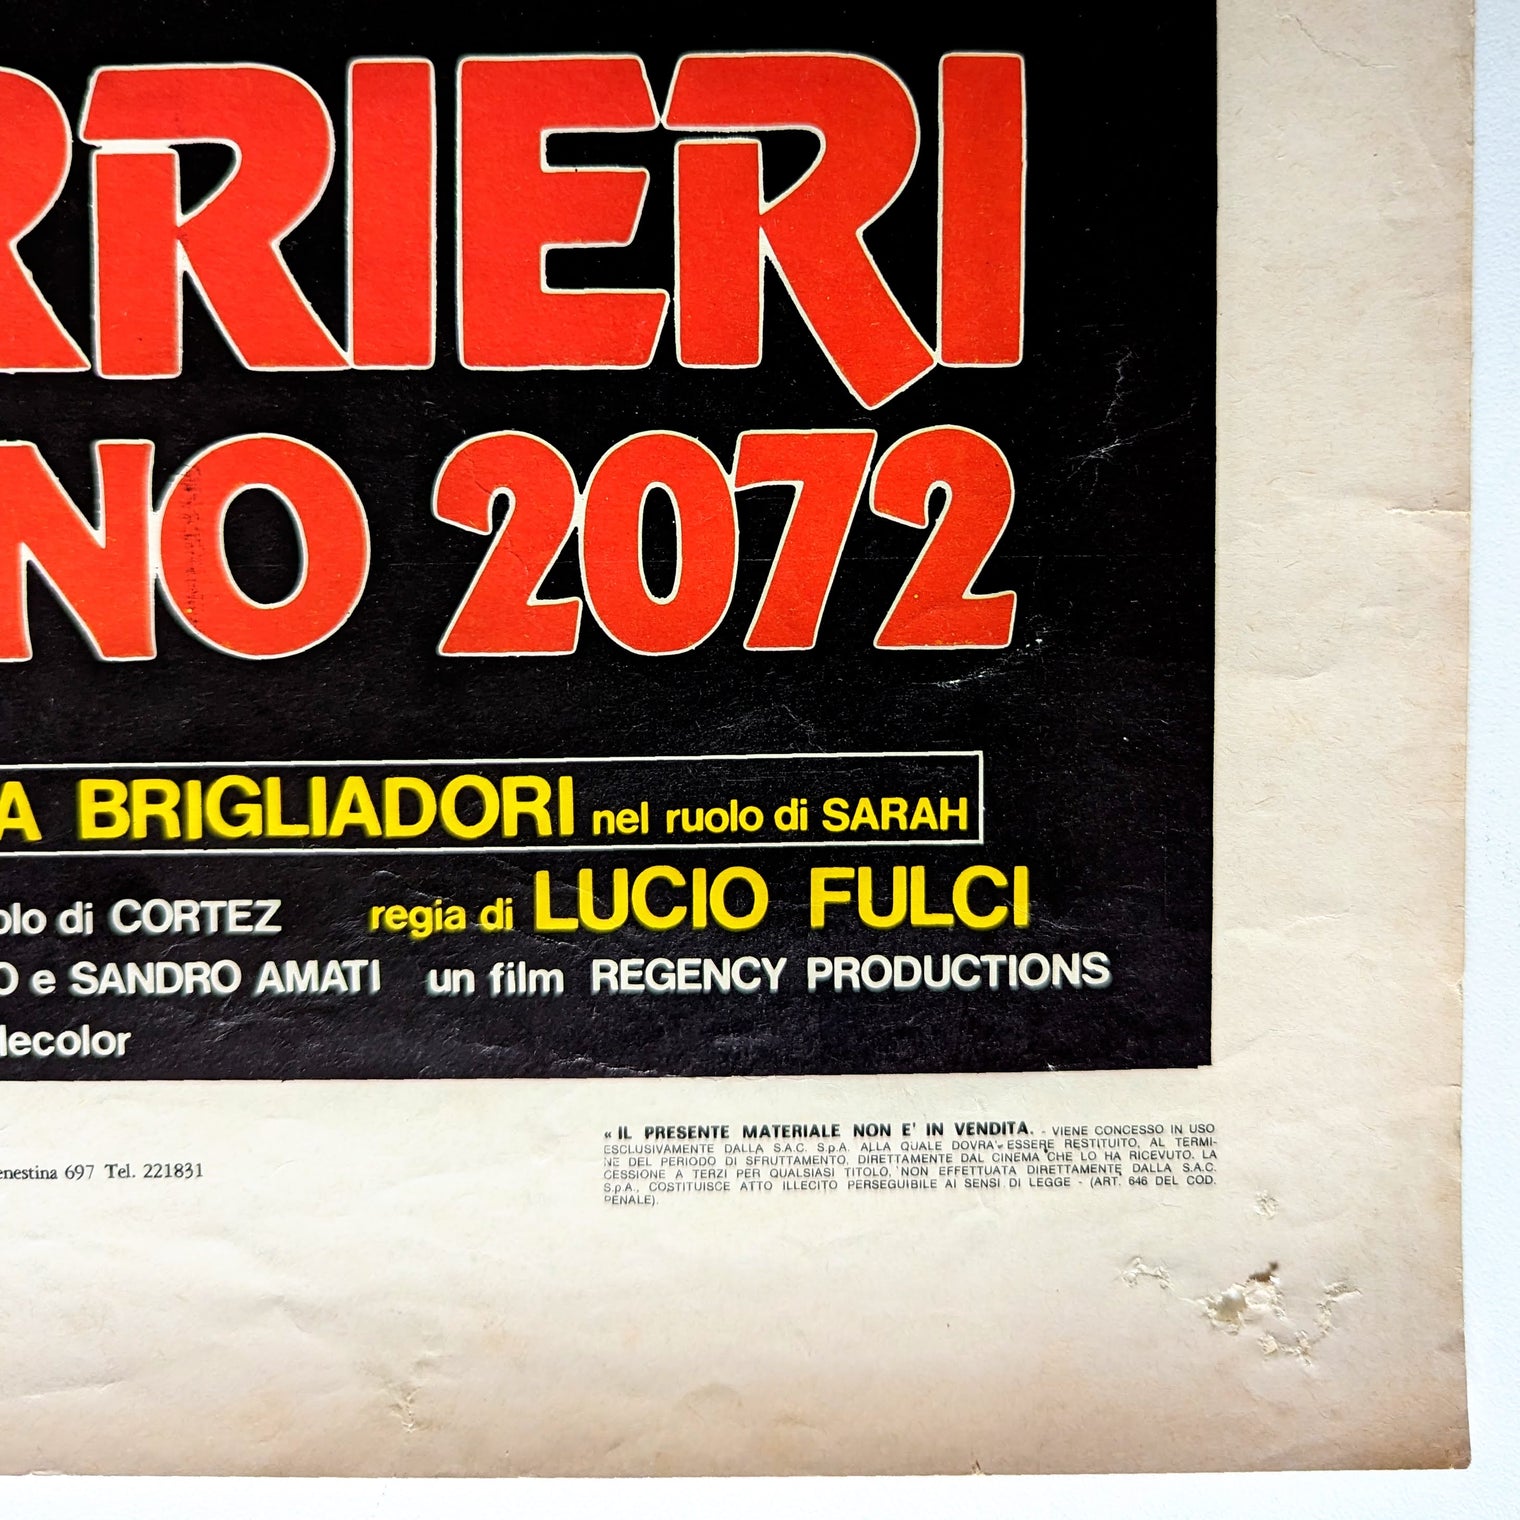 RRIERI
NO 2072
A BRIGLIADORI nel ruolo di SARAH
olo di CORTEZ regia di LUCIO FULCI
O e SANDRO AMATI un film REGENCY PRODUCTIONS
lecolor
« IL PRESENTE MATERIALE NON E' IN VENDITA. - VIENE CONCESSO IN USO
ESCLUSIVAMENTE DALLA S.A.C. S.p.A. ALLA QUALE DOVRA' ESSERE RESTITUITO, AL TERMI-
NE DEL PERIODO DI SFRUTTAMENTO, DIRETTAMENTE DAL CINEMA CHE LO HA RICEVUTO. LA
CESSIONE A TERZI PER QUALSIASI TITOLO, NON EFFETTUATA DIRETTAMENTE DALLA S.A.C.
S.p.A., COSTITUISCE ATTO ILLECITO PERSEGUIBILE AI SENSI DI LEGGE - (ART. 646 DEL COD.
PENALE).
enestina 697 Tel. 221831